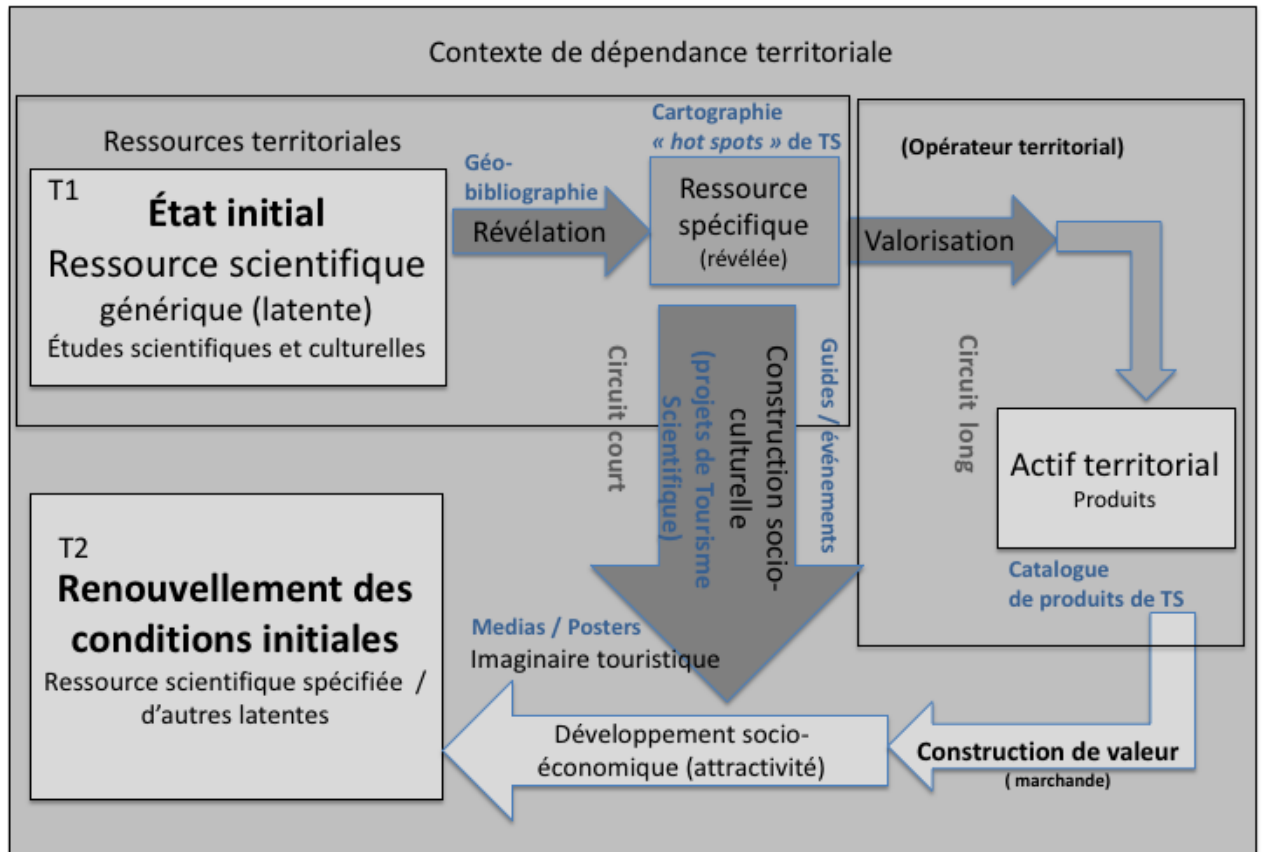 Contexte de dépendance territoriale
Ressources territoriales
T1
État initial
Ressource scientifique
générique (latente)
Études scientifiques et culturelles
Géo-
bibliographie
Révélation
Cartographie
« hot spots » de TS
Ressource
spécifique
(révélée)
(Opérateur territorial)
Valorisation
Circuit court
Construction socio-
culturelle
(projets de Tourisme
Scientifique)
Guides / événements
Circuit long
Actif territorial
Produits
Catalogue
de produits de TS
T2
Renouvellement des
conditions initiales
Ressource scientifique spécifiée /
d’autres latentes
Medias / Posters
Imaginaire touristique
Développement socio-
économique (attractivité)
Construction de valeur
( marchande)